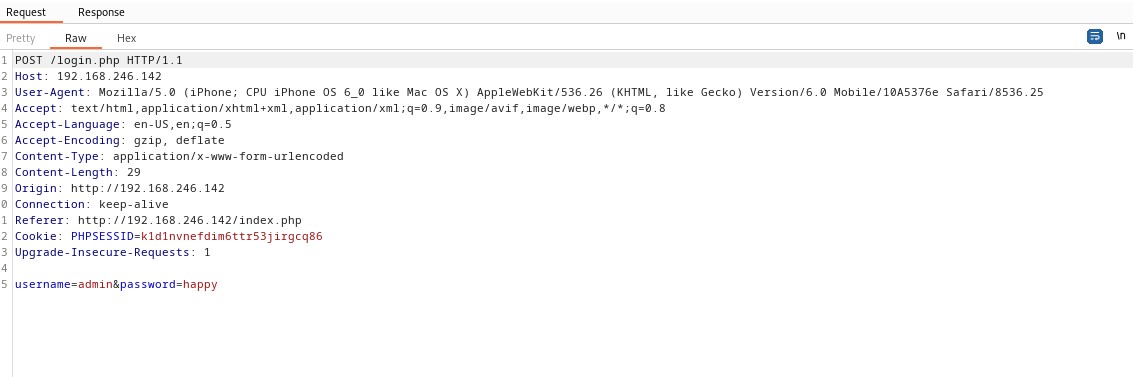 Request Response
Pretty Raw Hex \n
1 POST /login.php HTTP/1.1
2 Host: 192.168.246.142
3 User-Agent: Mozilla/5.0 (iPhone; CPU iPhone OS 6_0 like Mac OS X) AppleWebKit/536.26 (KHTML, like Gecko) Version/6.0 Mobile/10A5376e Safari/8536.25
4 Accept: text/html,application/xhtml+xml,application/xml;q=0.9,image/avif,image/webp,*/*;q=0.8
5 Accept-Language: en-US,en;q=0.5
6 Accept-Encoding: gzip, deflate
7 Content-Type: application/x-www-form-urlencoded
8 Content-Length: 29
9 Origin: http://192.168.246.142
0 Connection: keep-alive
1 Referer: http://192.168.246.142/index.php
2 Cookie: PHPSESSID=k1d1nvnefdim6ttr53jirgcq86
3 Upgrade-Insecure-Requests: 1
4
5 username=admin&password=happy